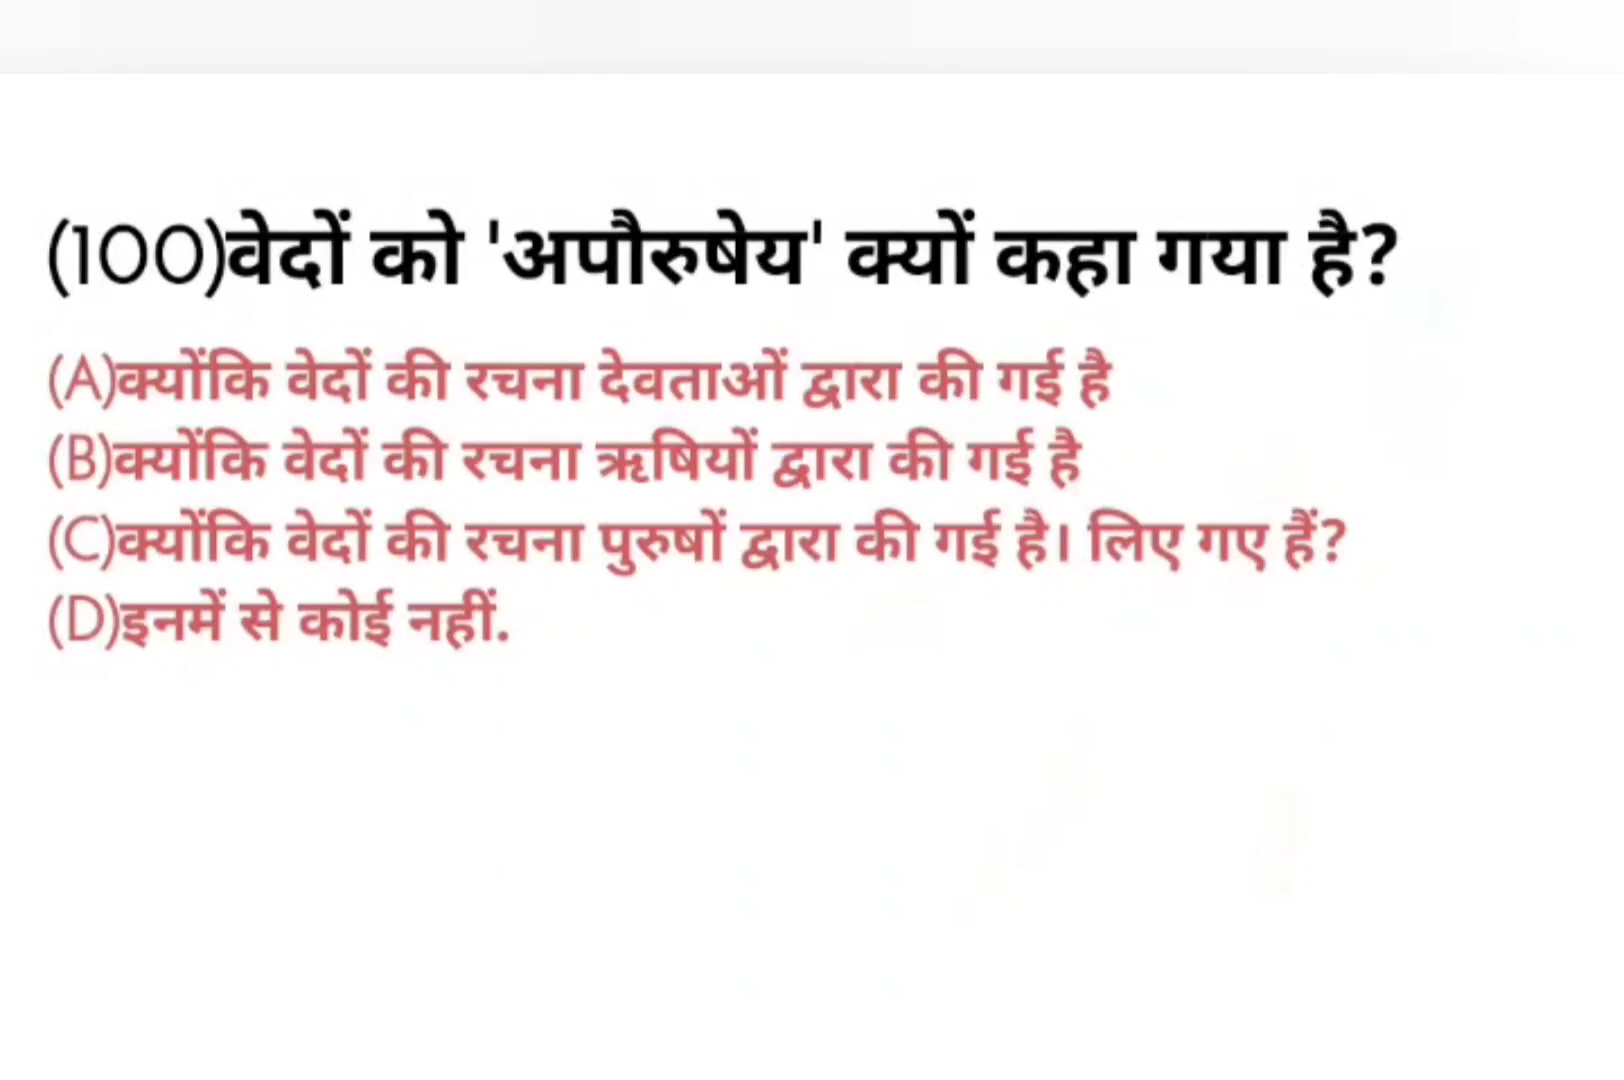 (100)वेदों को 'अपौरुषेय' क्यों कहा गया है?
(A)क्योंकि वेदों की रचना देवताओं द्वारा की गई है
(B)क्योंकि वेदों की रचना ऋषियों द्वारा की गई है
(C)क्योंकि वेदों की रचना पुरुषों द्वारा की गई है। लिए गए हैं?
(D)इनमें से कोई नहीं.